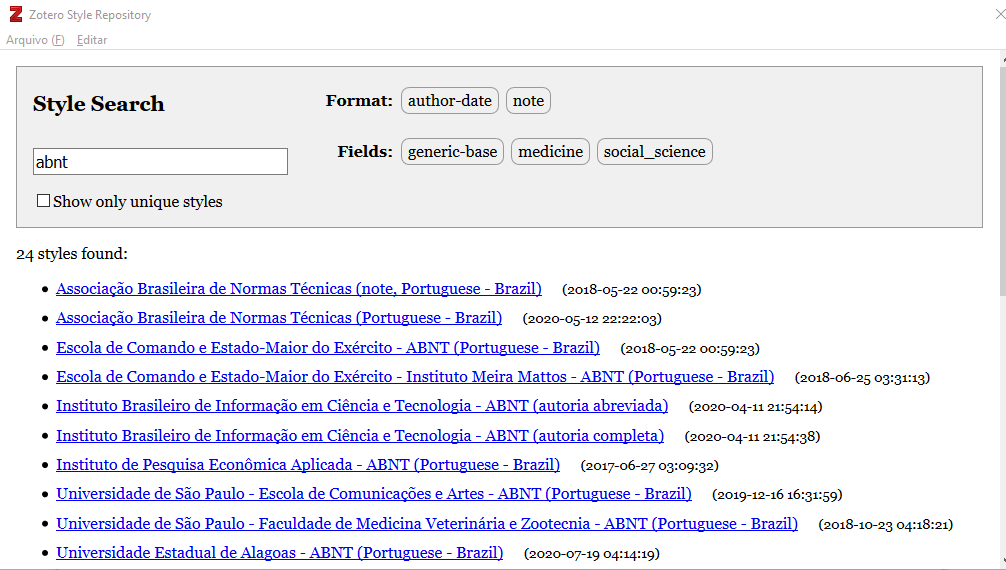 Zotero Style Repository
Arquivo (F) Editar
Style Search
Format: author-date note
Fields: generic-base medicine social_science
abnt
Show only unique styles
24 styles found:
Associação Brasileira de Normas Técnicas (note, Portuguese - Brazil) (2018-05-22 00:59:23)
Associação Brasileira de Normas Técnicas (Portuguese - Brazil) (2020-05-12 22:22:03)
Escola de Comando e Estado-Maior do Exército - ABNT (Portuguese - Brazil) (2018-05-22 00:59:23)
Escola de Comando e Estado-Maior do Exército - Instituto Meira Mattos - ABNT (Portuguese - Brazil) (2018-06-25 03:31:13)
Instituto Brasileiro de Informação em Ciência e Tecnologia - ABNT (autoria abreviada) (2020-04-11 21:54:14)
Instituto Brasileiro de Informação em Ciência e Tecnologia - ABNT (autoria completa) (2020-04-11 21:54:38)
Instituto de Pesquisa Econômica Aplicada - ABNT (Portuguese - Brazil) (2017-06-27 03:09:32)
Universidade de São Paulo - Escola de Comunicações e Artes - ABNT (Portuguese - Brazil) (2019-12-16 16:31:59)
Universidade de São Paulo - Faculdade de Medicina Veterinária e Zootecnia - ABNT (Portuguese - Brazil) (2018-10-23 04:18:21)
Universidade Estadual de Alagoas - ABNT (Portuguese - Brazil) (2020-07-19 04:14:19)